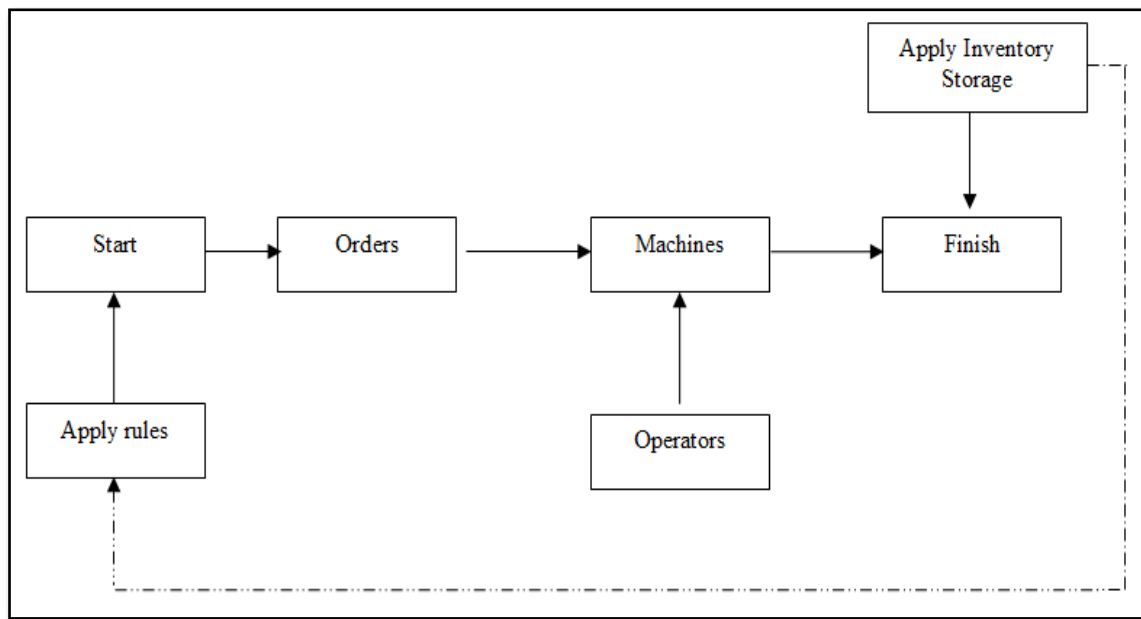 Apply Inventory
Storage
Start
Orders
Machines
Finish
Apply rules
Operators